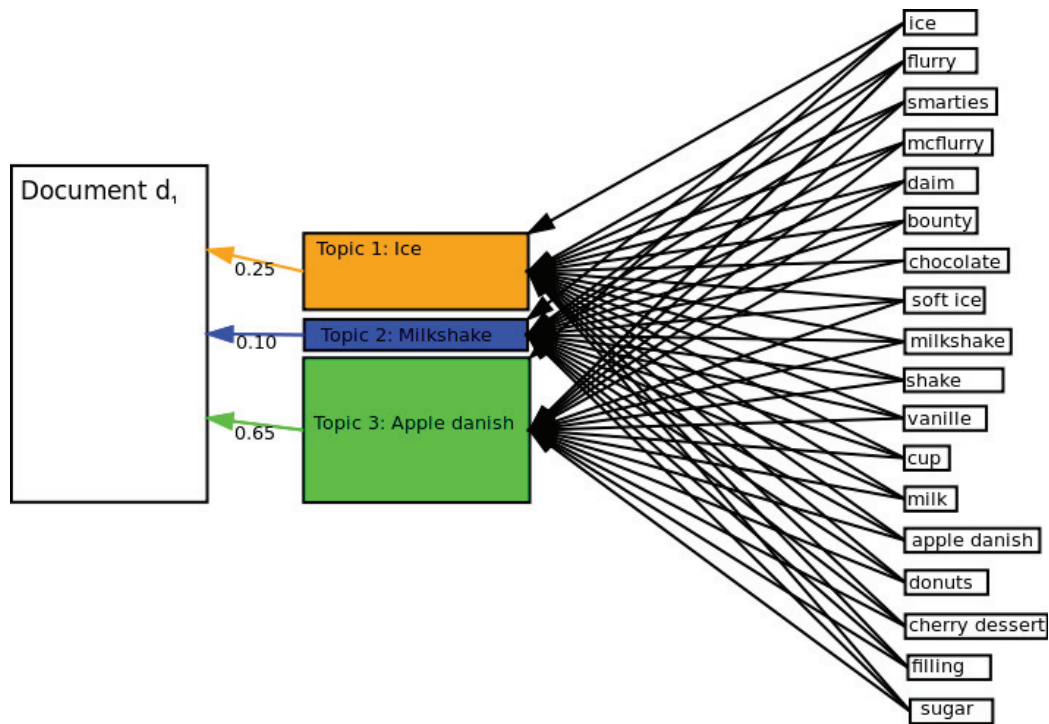 Document d₁
0.25
0.10
0.65
Topic 1: Ice
Topic 2: Milkshake
Topic 3: Apple danish
ice
flurry
smarties
mcflurry
daim
bounty
chocolate
soft ice
milkshake
shake
vanille
cup
milk
apple danish
donuts
cherry dessert
filling
sugar